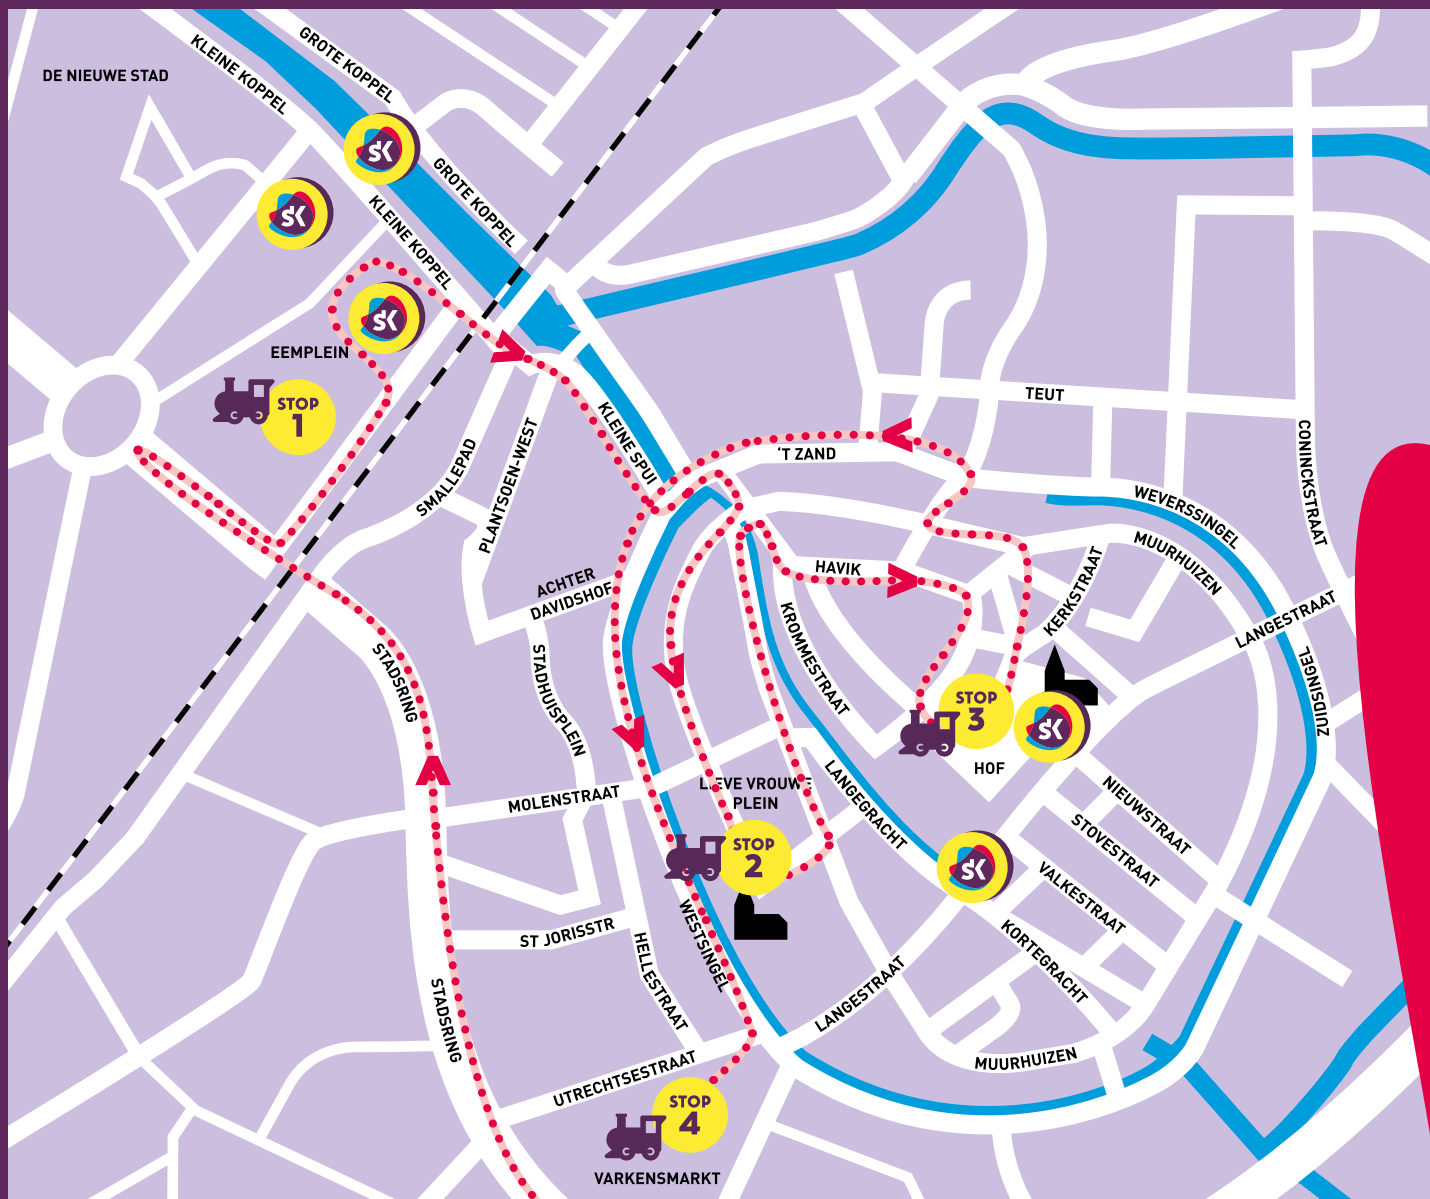 DE NIEUWE STAD
KLEINE KOPPEL
GROTE KOPPEL
sK
sK
GROTE KOPPEL
KLEINE KOPPEL
sK
EEMPLEIN
STOP
1
KLEINE SPUI
SMALLEPAD
PLANTSOEN-WEST
'T ZAND
TEUT
CONINCKSTRAAT
WEVERSSINGEL
MUURHUIZEN
HAVIK
ACHTER
DAVIDSHOF
KERKSTRAAT
LANGESTRAAT
KROMMESTRAAT
STADSRING
STADHUISPLEIN
ZUIDSINGEL
STOP
3
sK
HOF
MOLENSTRAAT
LIEVE VROUWE
PLEIN
STOP
2
LANGEGRACHT
NIEUWSTRAAT
STOVESTRAAT
sK
VALKESTRAAT
KORTEGRACHT
WESTSINGEL
ST JORISSTR
HELLESTRAAT
LANGESTRAAT
STADSRING
MUURHUIZEN
UTRECHTSESTRAAT
STOP
4
VARKENSMARKT